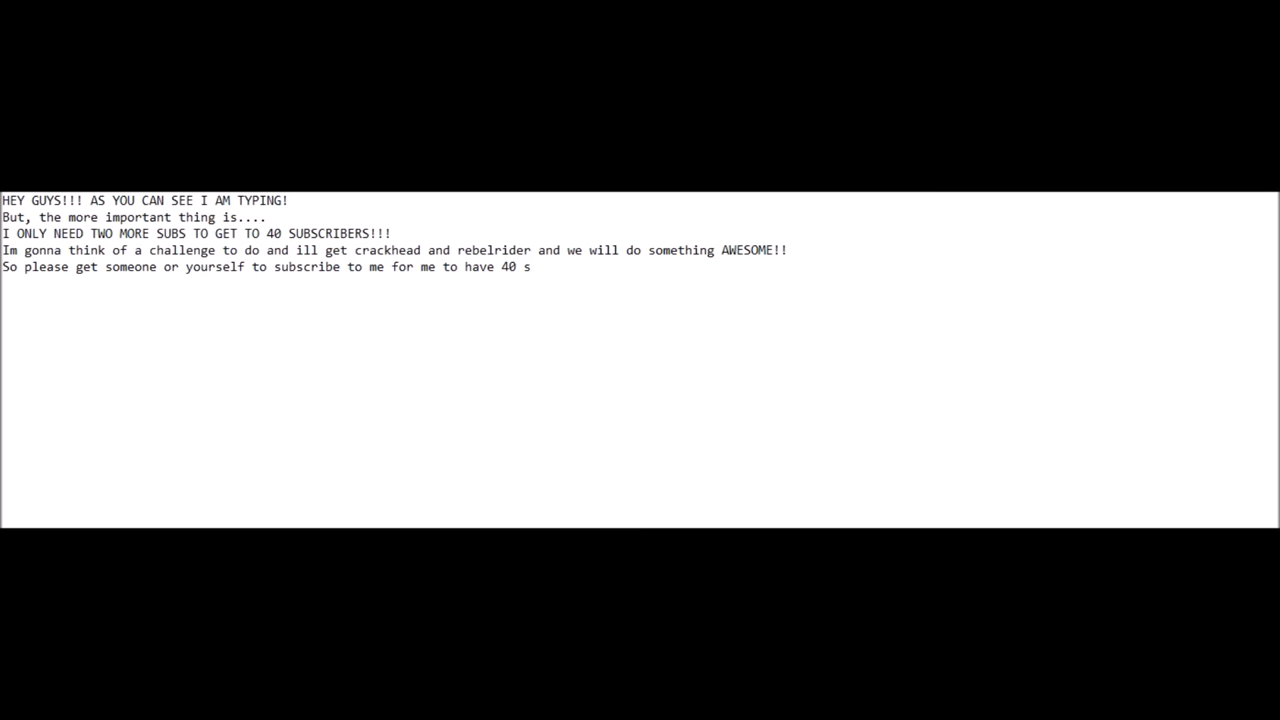 HEY GUYS!!! AS YOU CAN SEE I AM TYPING!
But, the more important thing is....
I ONLY NEED TWO MORE SUBS TO GET TO 40 SUBSCRIBERS!!!
Im gonna think of a challenge to do and ill get crackhead and rebelrider and we will do something AWESOME!!
So please get someone or yourself to subscribe to me for me to have 40 s